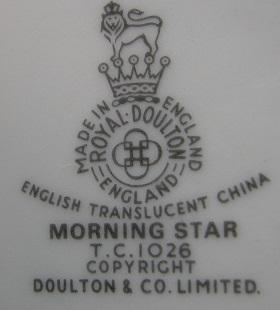 MADE IN ENGLAND
ROYAL·DOULTON
ENGLAND
ENGLISH TRANSLUCENT CHINA
MORNING STAR
T.C.1026
COPYRIGHT
DOULTON & CO. LIMITED.